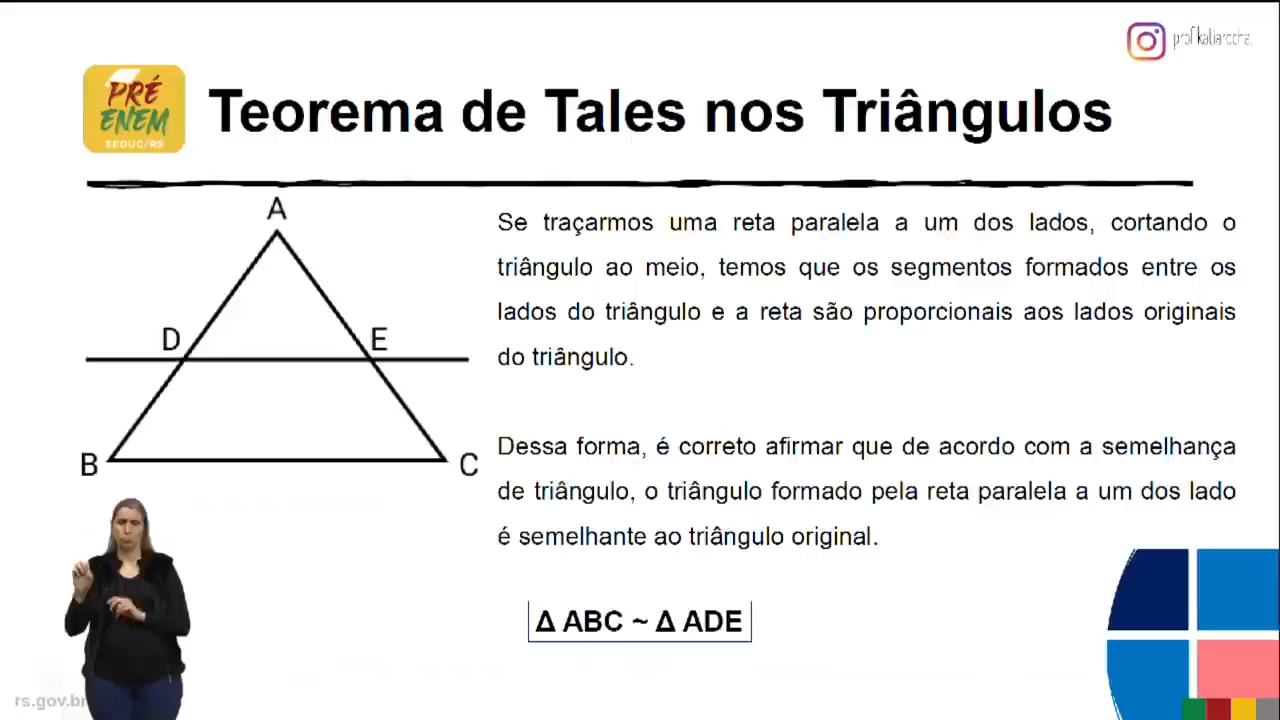 PRÉ
ENEM
SEDUC/RS
Teorema de Tales nos Triângulos
A
D
E
B
C
Se traçarmos uma reta paralela a um dos lados, cortando o
triângulo ao meio, temos que os segmentos formados entre os
lados do triângulo e a reta são proporcionais aos lados originais
do triângulo.
Dessa forma, é correto afirmar que de acordo com a semelhança
de triângulo, o triângulo formado pela reta paralela a um dos lado
é semelhante ao triângulo original.
Δ ABC ~ Δ ADE
rs.gov.br